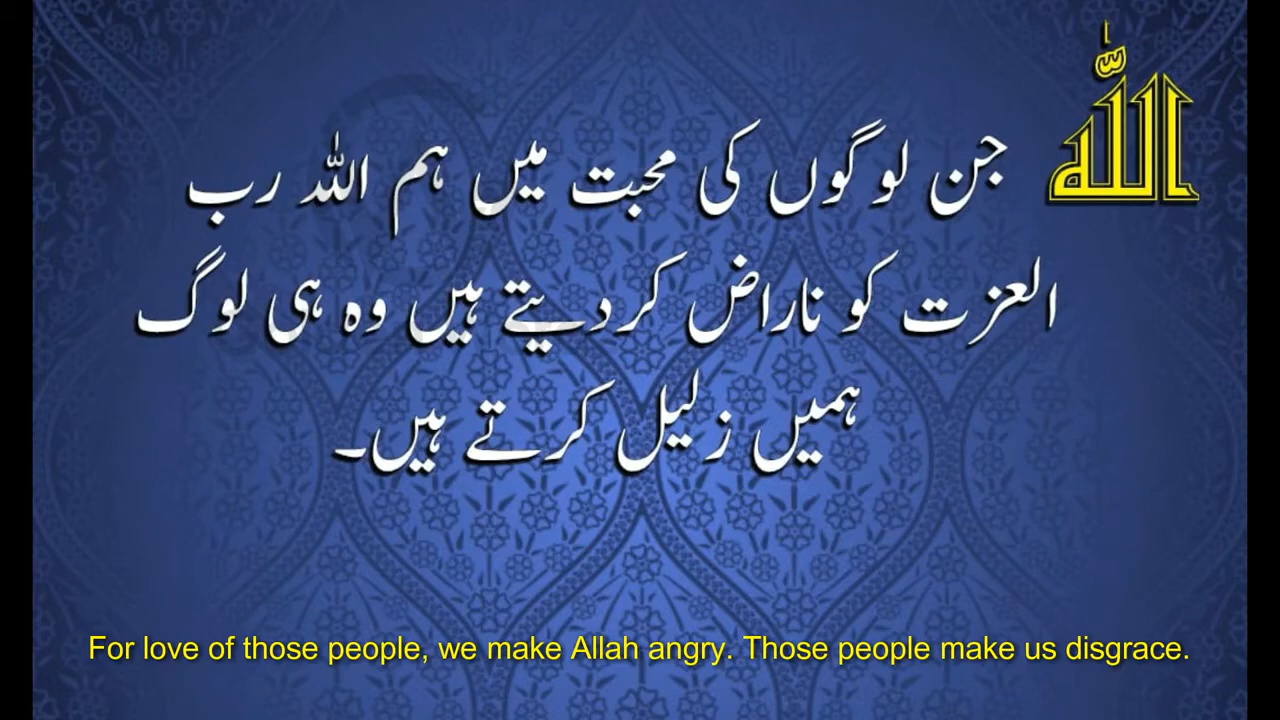 اللہ
جن لوگوں کی محبت میں ہم اللہ رب
العزت کو ناراض کردیتے ہیں وہ ہی لوگ
ہمیں زلیل کرتے ہیں۔
For love of those people, we make Allah angry. Those people make us disgrace.